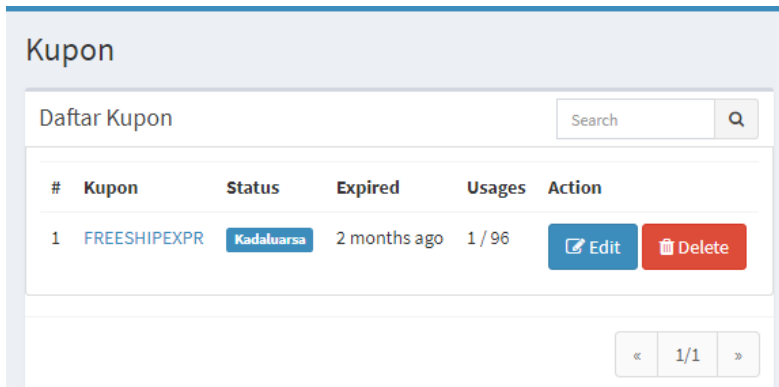 Kupon
Daftar Kupon Search
# Kupon Status Expired Usages Action
1 FREESHIPEXPR Kadaluarsa 2 months ago 1 / 96 Edit Delete
« 1/1 »